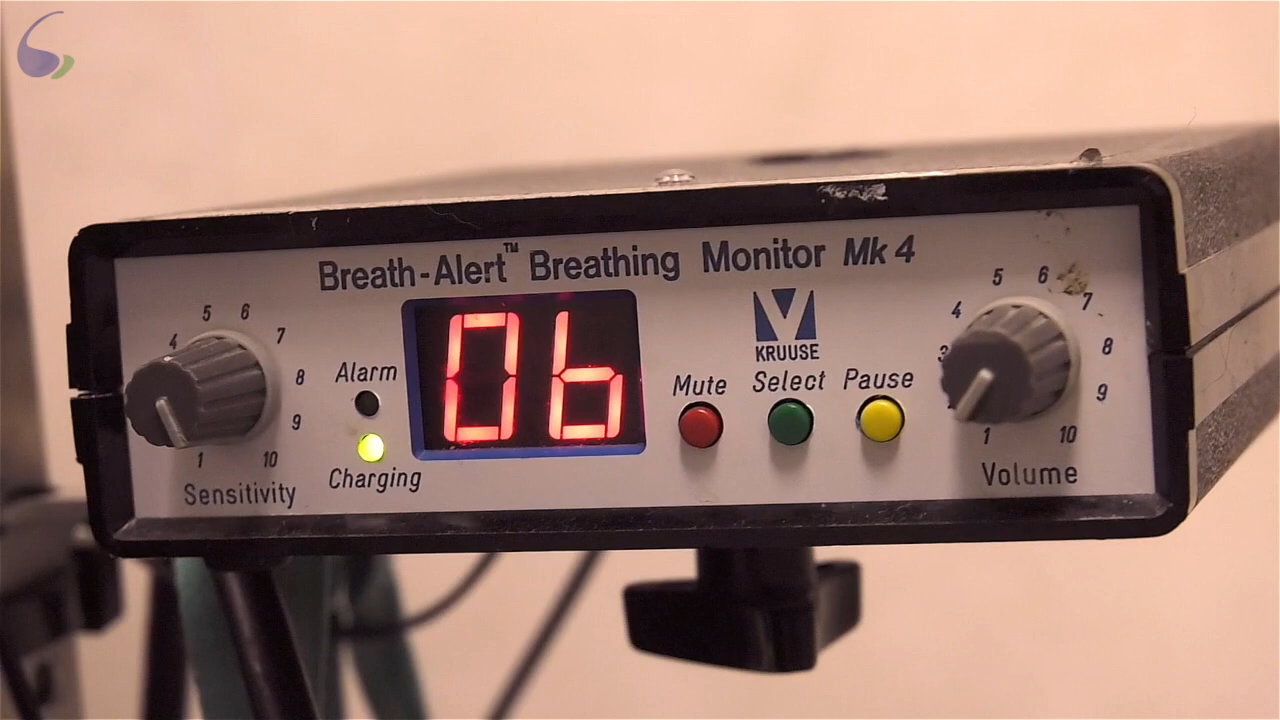 Breath-Alert™ Breathing Monitor Mk 4
4 5 6 7 8 9 10 1
Sensitivity
Alarm
Charging
06
KRUUSE
Mute Select Pause
3 4 5 6 7 8 9 10 1
Volume